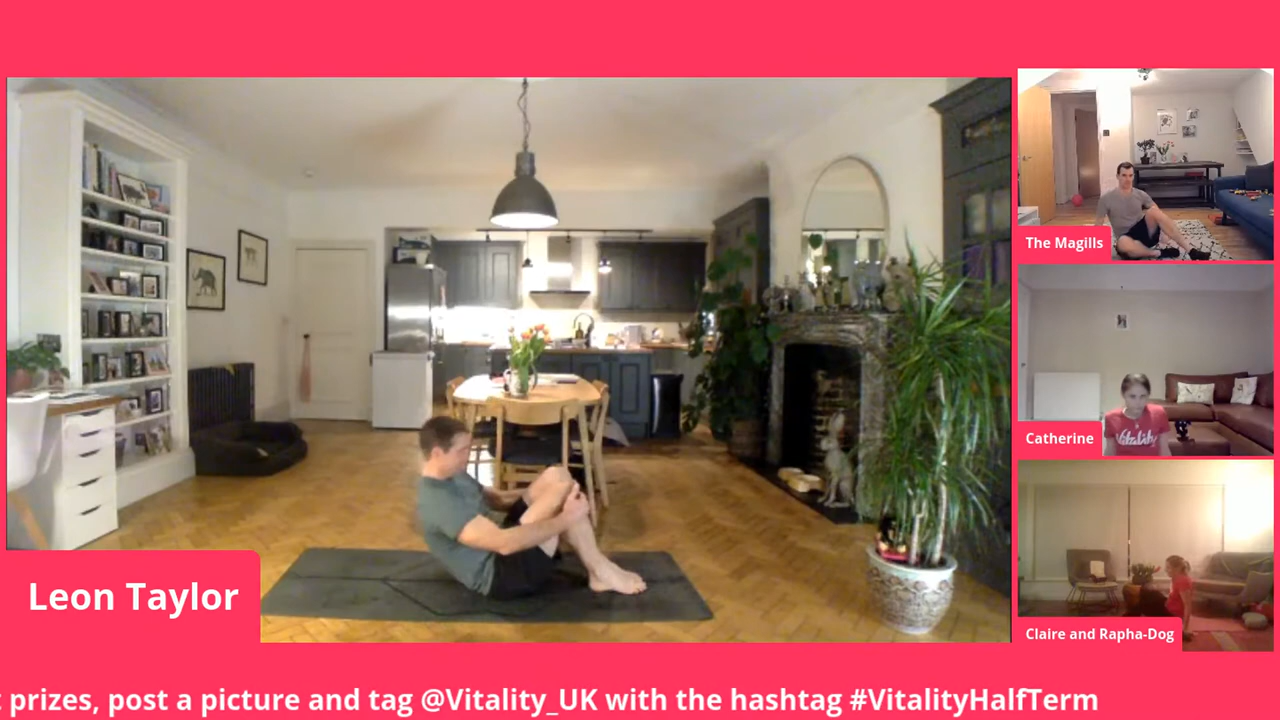 The Magills
Vitality
Catherine
Leon Taylor
Claire and Rapha-Dog
prizes, post a picture and tag @Vitality_UK with the hashtag #VitalityHalfTerm